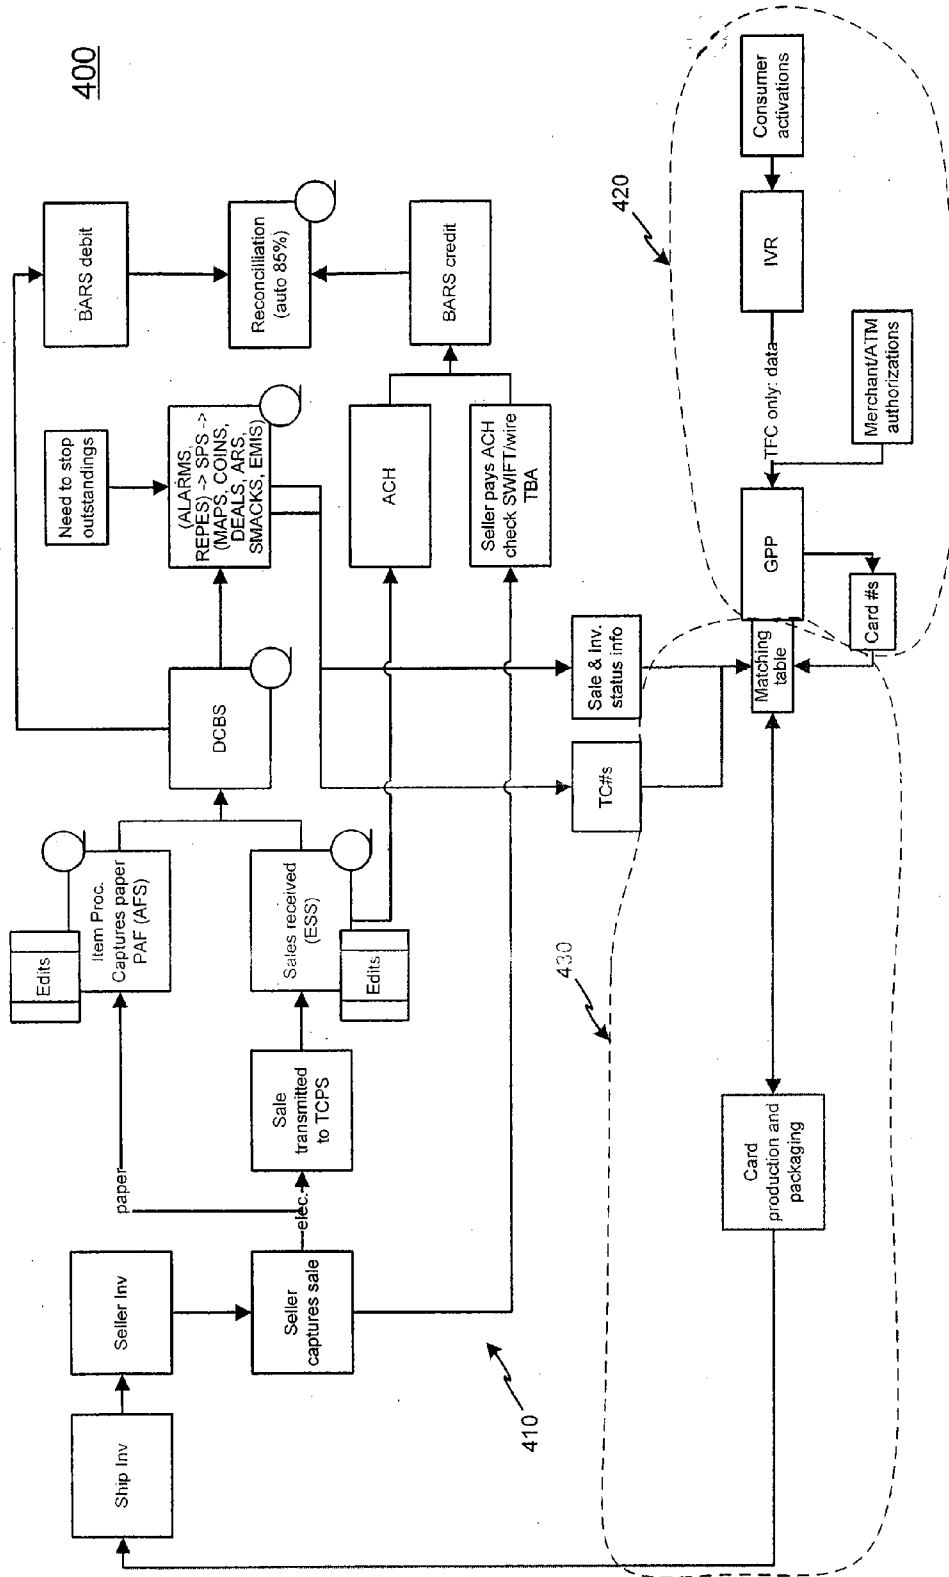 400
Ship Inv
Seller Inv
Seller
captures sale
paper
elec.
Sale
transmitted
to TCPS
Edits
Item Proc.
Captures paper
PAF (AFS)
Sales received
(ESS)
Edits
DCBS
Need to stop
outstandings
(ALARMS,
REPES) -> SPS ->
(MAPS, COINS,
DEALS, ARS,
SMACKS, EMIS)
BARS debit
Reconcilliation
(auto 85%)
BARS credit
ACH
Seller pays ACH
check SWIFT/wire
TBA
410
TC#s
Sale & Inv.
status info
430
Card
production and
packaging
Matching
table
GPP
Card #s
TFC only: data
Merchant/ATM
authorizations
IVR
Consumer
activations
420